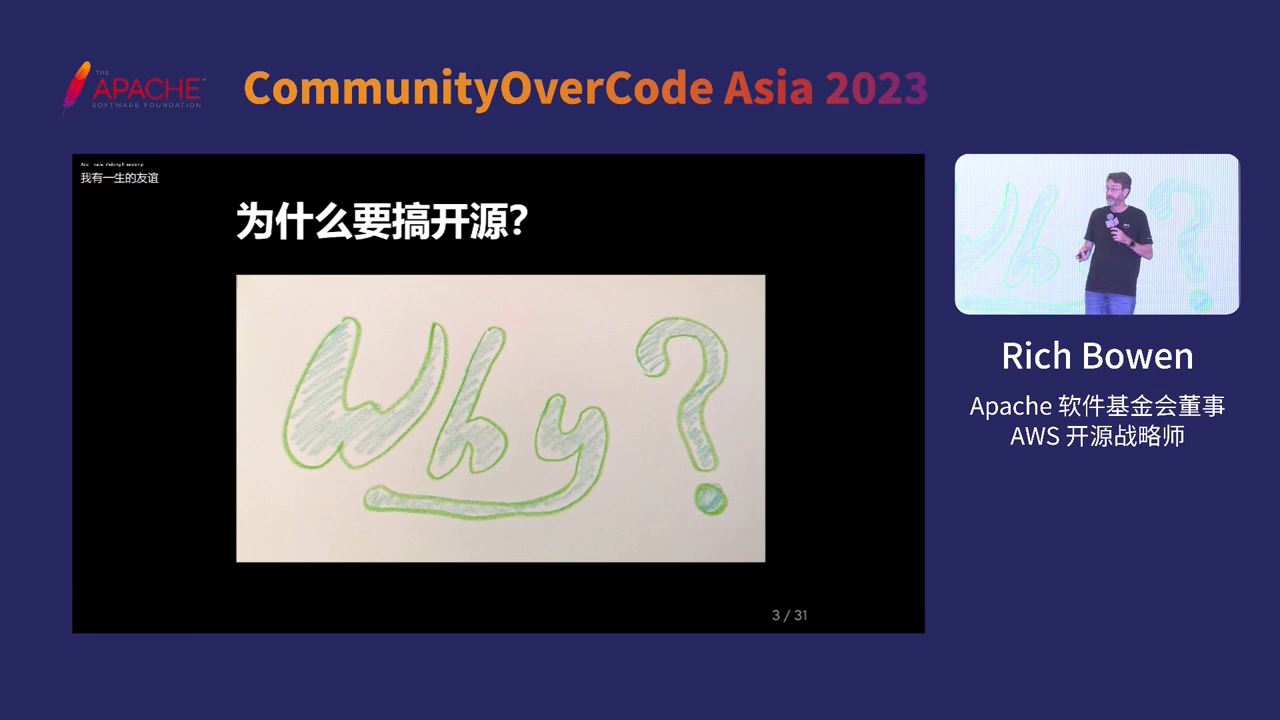 THE
APACHE
SOFTWARE FOUNDATION
CommunityOverCode Asia 2023
我有一生的友谊
为什么要搞开源?
Why?
3 / 31
Rich Bowen
Apache 软件基金会董事
AWS 开源战略师